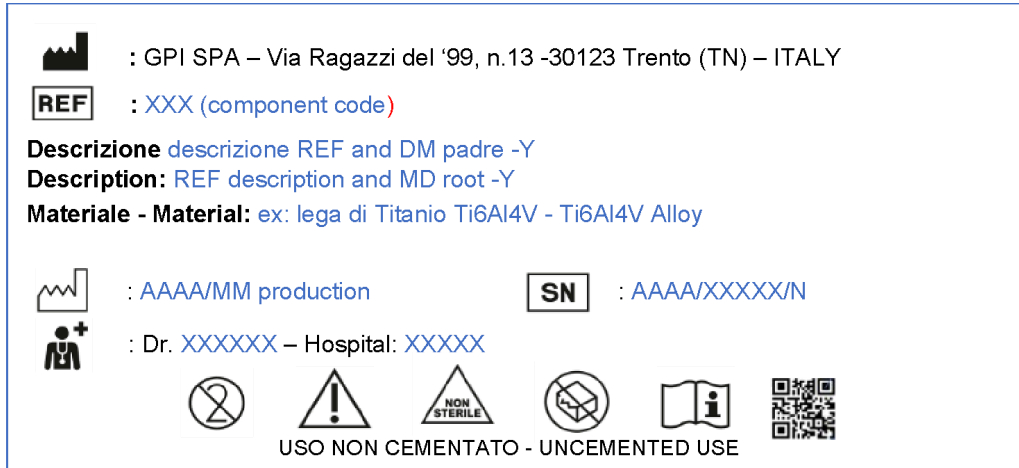 : GPI SPA – Via Ragazzi del ‘99, n.13 -30123 Trento (TN) – ITALY
REF : XXX (component code)
Descrizione descrizione REF and DM padre -Y
Description: REF description and MD root -Y
Materiale - Material: ex: lega di Titanio Ti6Al4V - Ti6Al4V Alloy
: AAAA/MM production SN : AAAA/XXXXX/N
: Dr. XXXXXX – Hospital: XXXXX
2 NON STERILE i
USO NON CEMENTATO - UNCEMENTED USE